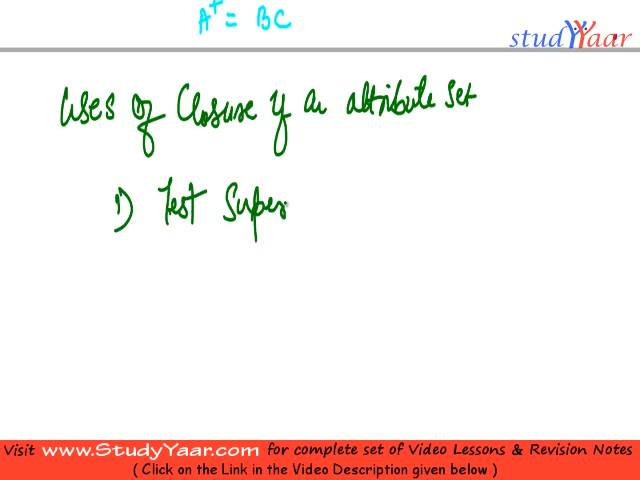 A⁺ = BC
studYYaar
Uses of Closure of an attribute set
1) Test Super
Visit www.StudyYaar.com for complete set of Video Lessons & Revision Notes
( Click on the Link in the Video Description given below )